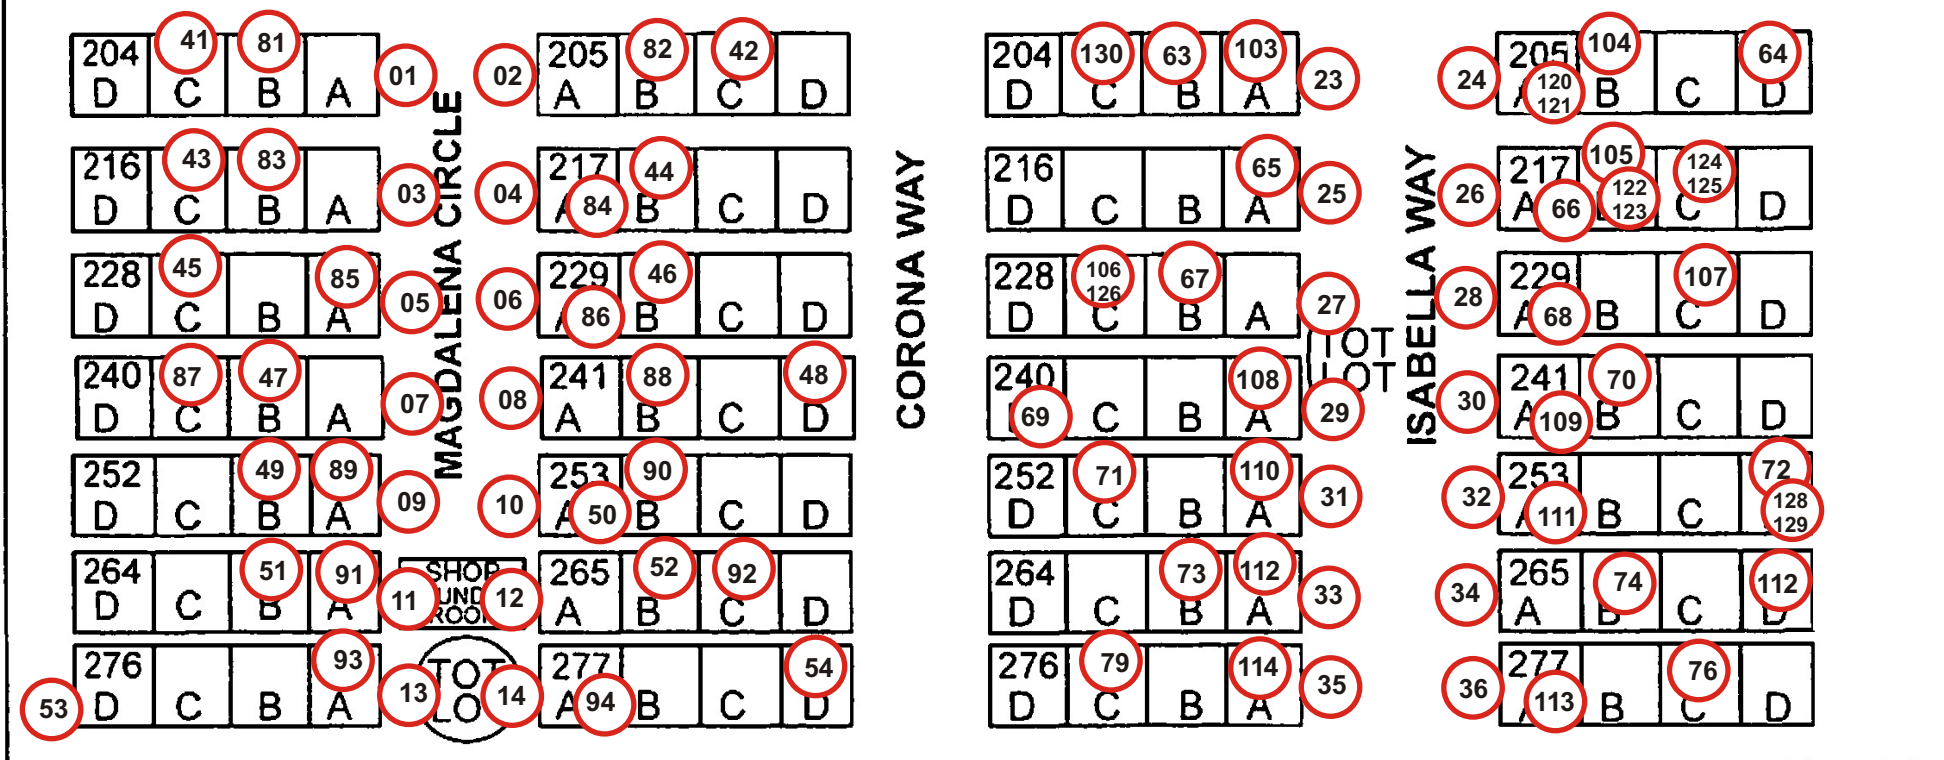 204 41 81 01 02 205 82 42
D C B A A B C D
216 43 83 03 04 217 44
D C B A A 84 B C D
228 45 85 05 06 229 46
D C B A A 86 B C D
240 87 47 07 08 241 88 48
D C B A A B C D
252 49 89 09 10 253 90
D C B A A 50 B C D
264 51 91 11 12 265 52 92
D C B A A B C D
276 93 13 14 277 54
53 D C B A A 94 B C D
MAGDALENA CIRCLE
SHOP
ROOM
TOT
CORONA WAY
204 130 63 103 23 24 205 104 64
D C B A A 120 B C D
121
216 65 25 26 217 105 124
125
D C B A A 66 122 C D
123
228 106 67 27 28 229 107
126
D C B A A 68 B C D
240 108 29 30 241 70
69 C B A A 109 B C D
252 71 110 31 32 253 72
D C B A A 111 B C 128
129
264 73 112 33 34 265 74 112
D C B A A B C D
276 79 114 35 36 277 76
D C B A A 113 B C D
TOT
LOT
ISABELLA WAY